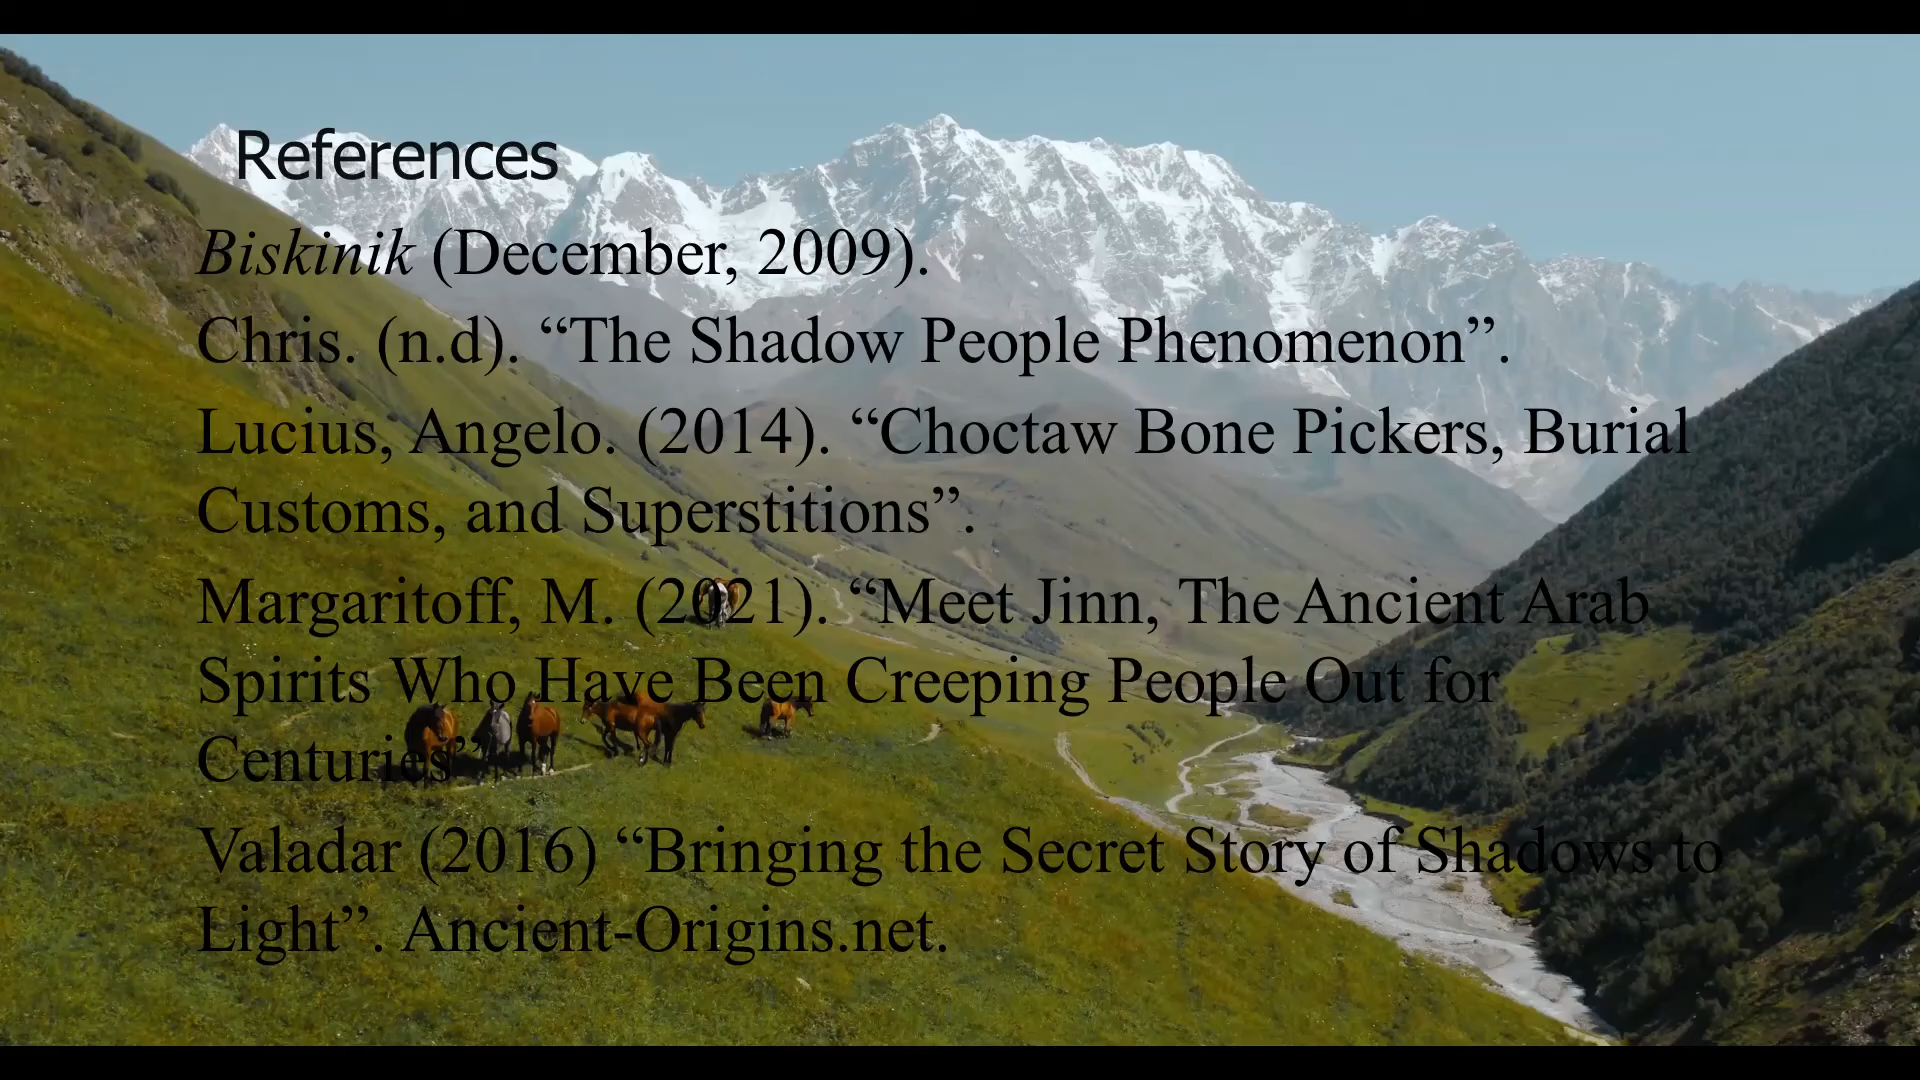 References
Biskinik (December, 2009).
Chris. (n.d). “The Shadow People Phenomenon”.
Lucius, Angelo. (2014). “Choctaw Bone Pickers, Burial
Customs, and Superstitions”.
Margaritoff, M. (2021). “Meet Jinn, The Ancient Arab
Spirits Who Have Been Creeping People Out for
Centuries”
Valadar (2016) “Bringing the Secret Story of Shadows to
Light”. Ancient-Origins.net.